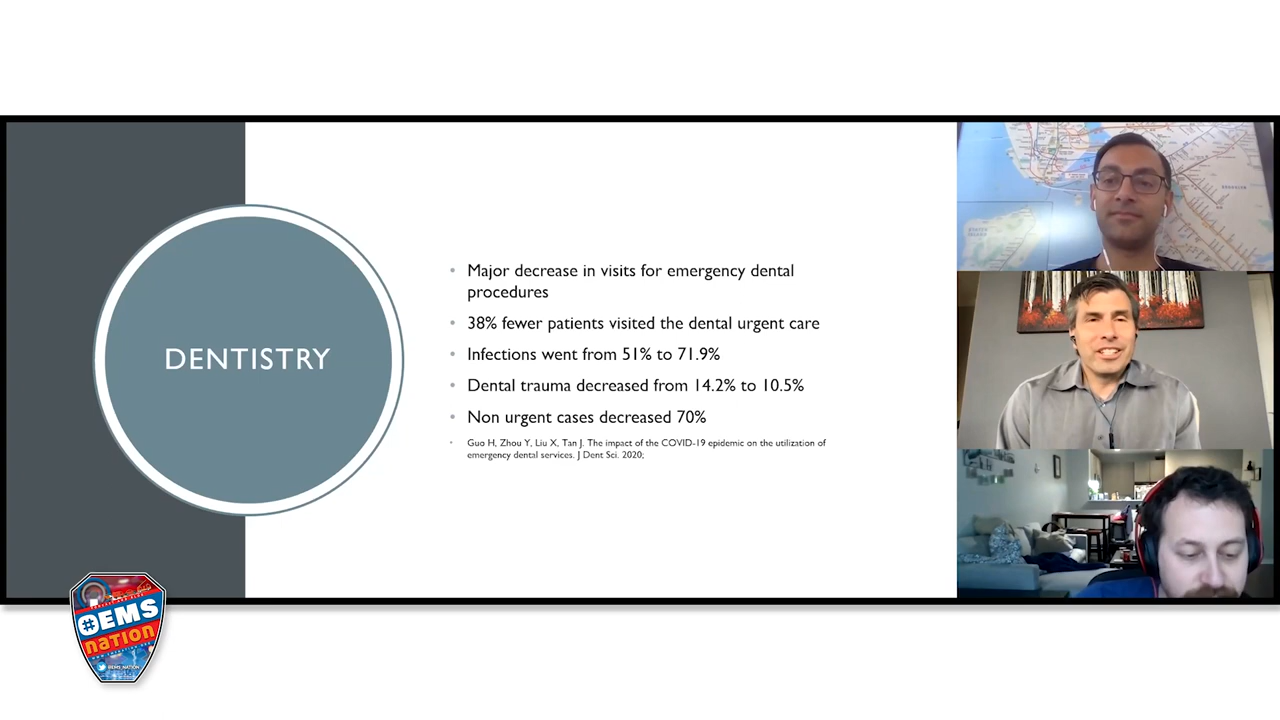 DENTISTRY
• Major decrease in visits for emergency dental
procedures
• 38% fewer patients visited the dental urgent care
• Infections went from 51% to 71.9%
• Dental trauma decreased from 14.2% to 10.5%
• Non urgent cases decreased 70%
• Guo H, Zhou Y, Liu X, Tan J. The impact of the COVID-19 epidemic on the utilization of
emergency dental services. J Dent Sci. 2020;
#EMS
nation
@EMS_NATION